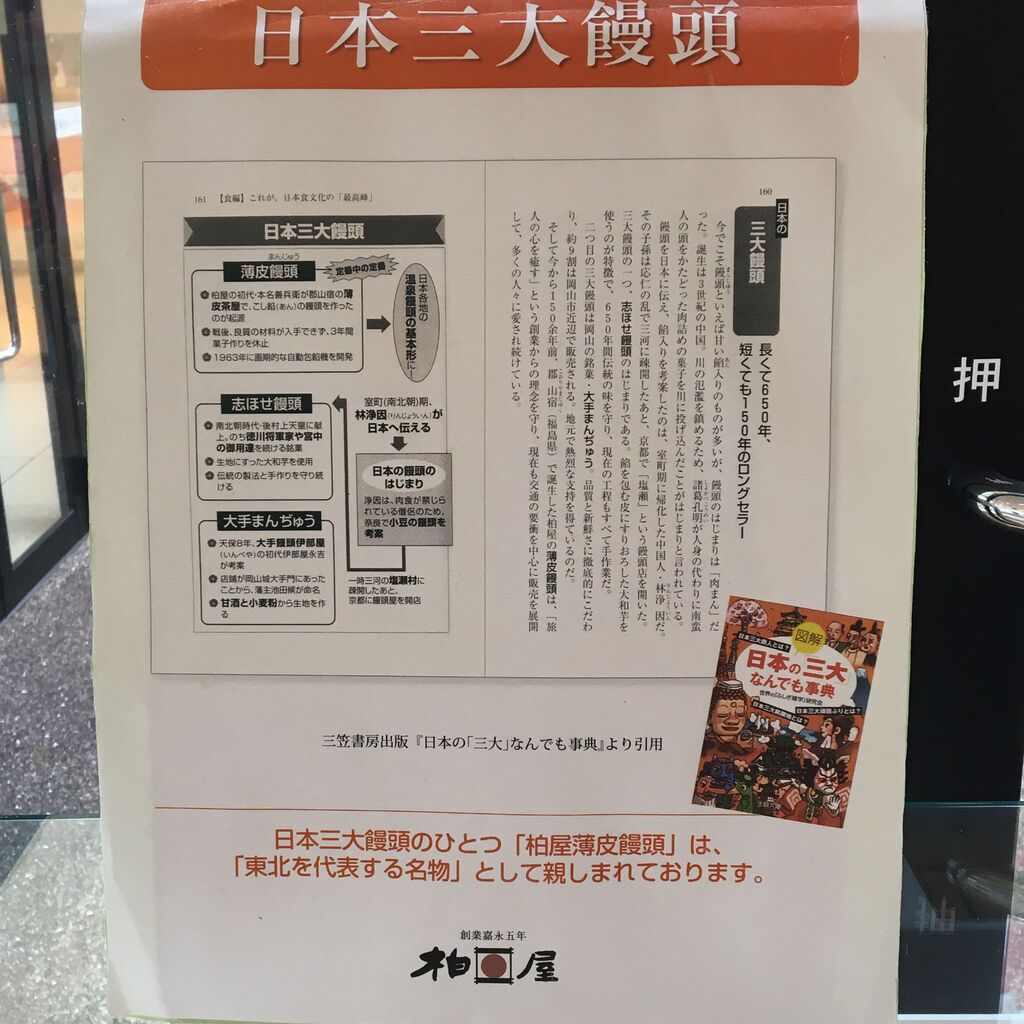 日本三大饅頭
160
日本の
三大饅頭
長くて650年、
短くても150年のロングセラー
今でこそ饅頭といえば甘い餡入りのものが多いが、饅頭のはじまりは「肉まん」だ
った。誕生は3世紀の中国。川の氾濫を鎮めるため、諸葛孔明が人身の代わりに南蛮
人の頭をかたどった肉詰めの菓子を川に投げ込んだことがはじまりと言われている。
饅頭を日本に伝え、餡入りを考案したのは、室町期に帰化した中国人・林浄因だ。
その子孫は応仁の乱で三河に疎開したあと、京都で「塩瀬」という饅頭店を開いた。
三大饅頭の一つ、志ほせ饅頭のはじまりである。餡を包む皮にすりおろした大和芋を
使うのが特徴で、650年間伝統の味を守り、現在の工程もすべて手作業だ。
二つ目の三大饅頭は岡山の銘菓・大手まんぢゅう。品質と新鮮さに徹底的にこだわ
り、約9割は岡山市近辺で販売される。地元で熱烈な支持を得ているのだ。
そして今から150余年前、郡山宿(福島県)で誕生した柏屋の薄皮饅頭は、「旅
人の心を癒す」という創業からの理念を守り、現在も交通の要衝を中心に販売を展開
して、多くの人々に愛され続けている。
161 【食編】これが、日本食文化の「最高峰」
日本三大饅頭
まんじゅう
薄皮饅頭
定番中の定番
柏屋の初代・本名善兵衛が郡山宿の薄
皮茶屋で、こし餡(あん)の饅頭を作った
のが起源
戦後、良質の材料が入手できず、3年間
菓子作りを休止
1963年に画期的な自動包餡機を開発
日本各地の
温泉饅頭の基本形に!
志ほせ饅頭
南北朝時代・後村上天皇に献
上。のち徳川将軍家や宮中
の御用達を続ける銘菓
生地にすった大和芋を使用
伝統の製法と手作りを守り続
ける
室町(南北朝)期、
林浄因(りんじょういん)が
日本へ伝える
日本の饅頭の
はじまり
浄因は、肉食が禁じら
れている僧侶のため、
奈良で小豆の饅頭を
考案
一時三河の塩瀬村に
疎開したあと、
京都に饅頭屋を開店
大手まんぢゅう
天保8年、大手饅頭伊部屋
(いんべや)の初代伊部屋永吉
が考案
店舗が岡山城大手門にあった
ことから、藩主池田候が命名
甘酒と小麦粉から生地を作
る
図解
日本三大商人とは?
日本の三大
なんでも事典
世界の「ふしぎ雑学」研究会
日本三大頑固ぶりとは?
三笠書房出版『日本の「三大」なんでも事典』より引用
日本三大饅頭のひとつ「柏屋薄皮饅頭」は、
「東北を代表する名物」として親しまれております。
創業嘉永五年
柏屋
押